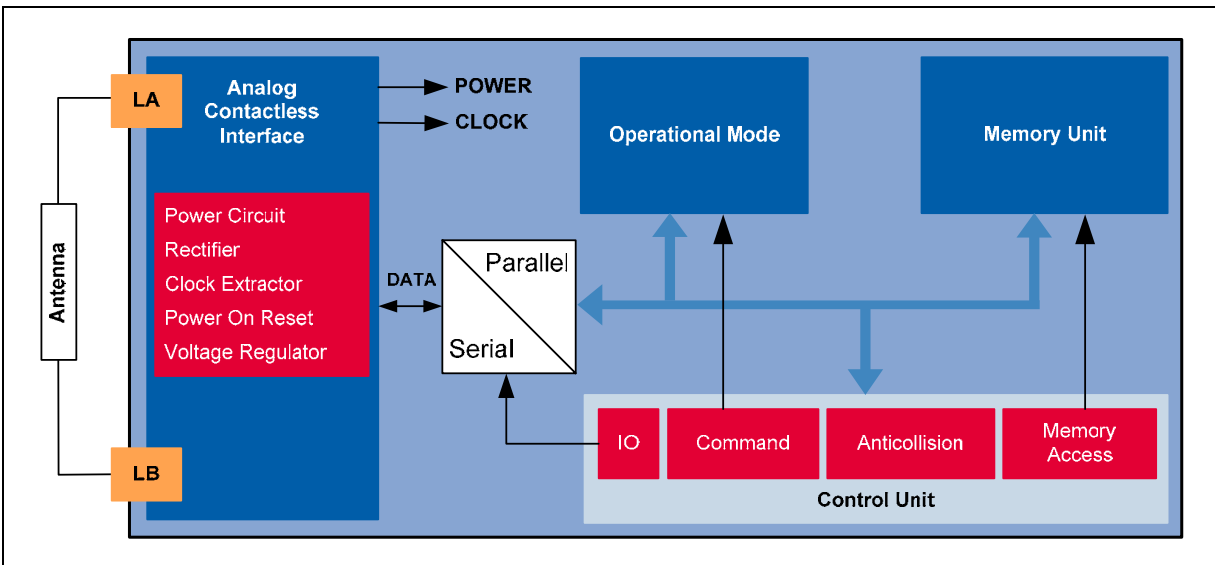 LA
Analog
Contactless
Interface
POWER
CLOCK
Operational Mode
Memory Unit
Antenna
Power Circuit
Rectifier
Clock Extractor
Power On Reset
Voltage Regulator
DATA
Parallel
Serial
LB
IO
Command
Anticollision
Memory
Access
Control Unit